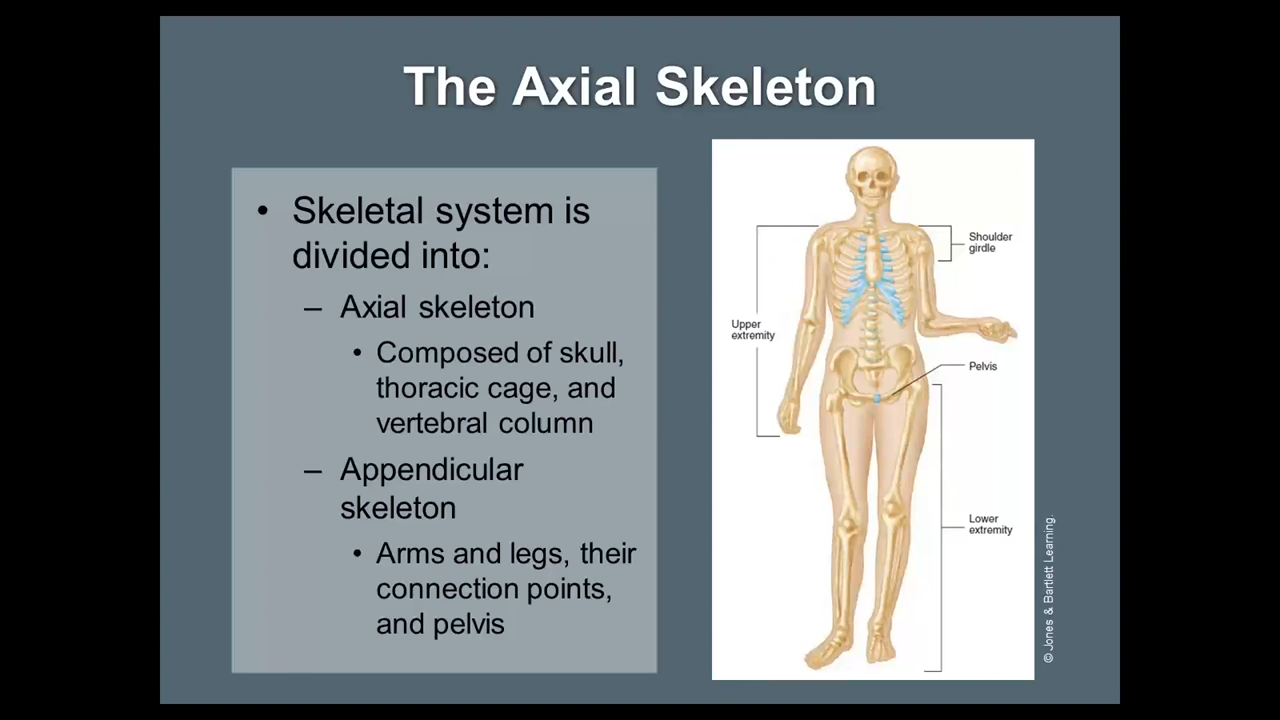 The Axial Skeleton
• Skeletal system is
divided into:
– Axial skeleton
• Composed of skull,
thoracic cage, and
vertebral column
– Appendicular
skeleton
• Arms and legs, their
connection points,
and pelvis
Shoulder
girdle
Upper
extremity
Pelvis
Lower
extremity
© Jones & Bartlett Learning.